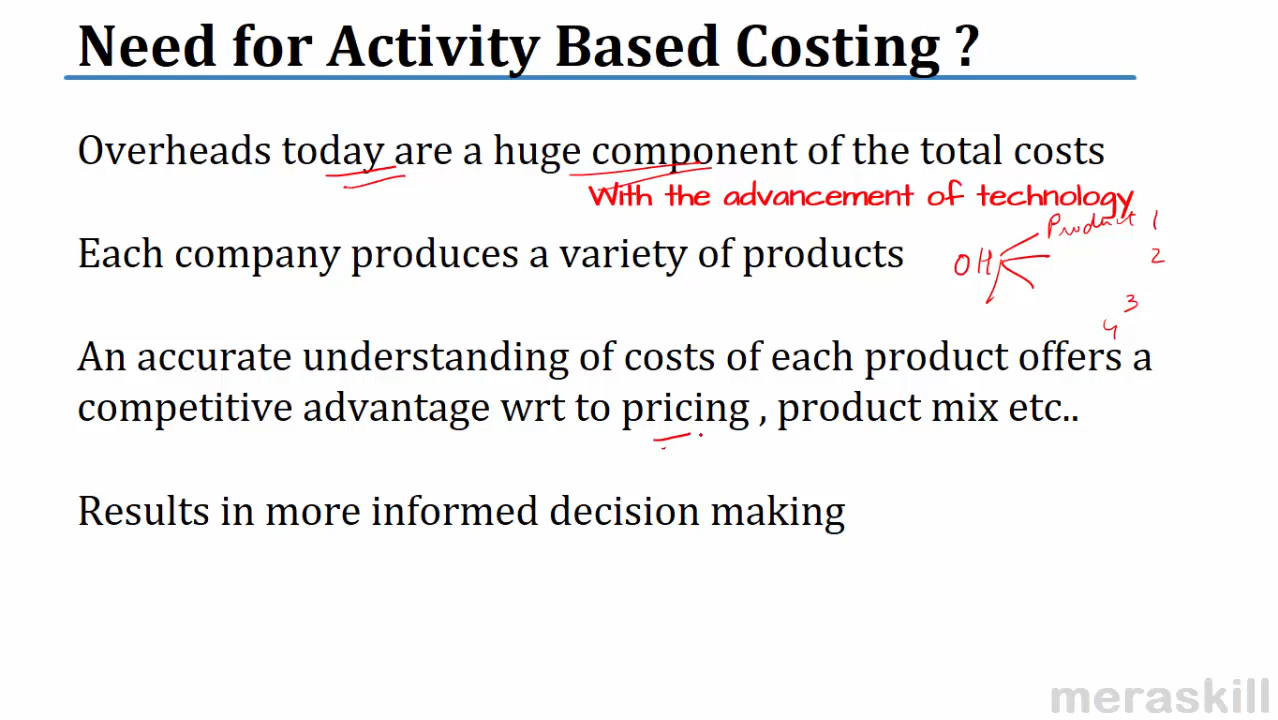 Need for Activity Based Costing ?
Overheads today are a huge component of the total costs
With the advancement of technology
Product 1
Each company produces a variety of products
OH
2
3
4
An accurate understanding of costs of each product offers a
competitive advantage wrt to pricing , product mix etc..
Results in more informed decision making
meraskill